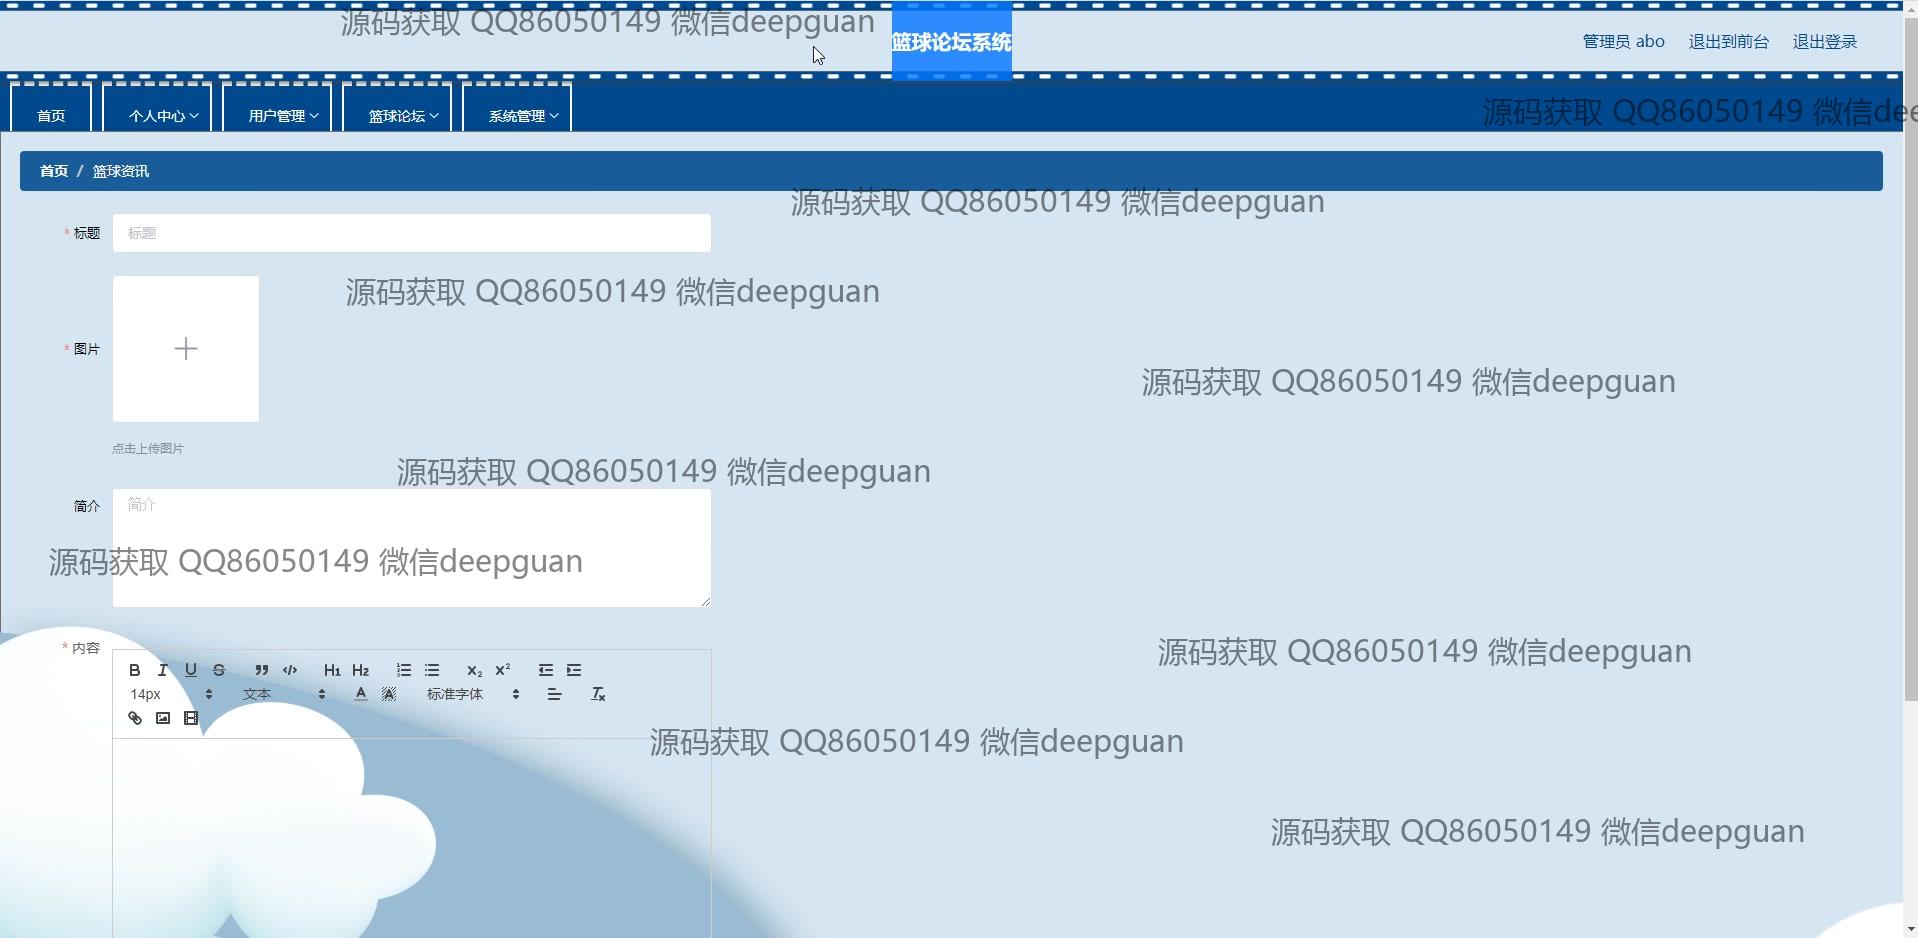 源码获取 QQ86050149 微信deepguan
篮球论坛系统
管理员 abo
退出到前台
退出登录
首页
个人中心
用户管理
篮球论坛
系统管理
源码获取 QQ86050149 微信dee
首页 / 篮球资讯
源码获取 QQ86050149 微信deepguan
* 标题
标题
源码获取 QQ86050149 微信deepguan
* 图片
源码获取 QQ86050149 微信deepguan
点击上传图片
源码获取 QQ86050149 微信deepguan
简介
简介
源码获取 QQ86050149 微信deepguan
* 内容
源码获取 QQ86050149 微信deepguan
B I U S H1 H2 X2 X2
14px 文本 A A 标准字体 Tx
源码获取 QQ86050149 微信deepguan
源码获取 QQ86050149 微信deepguan